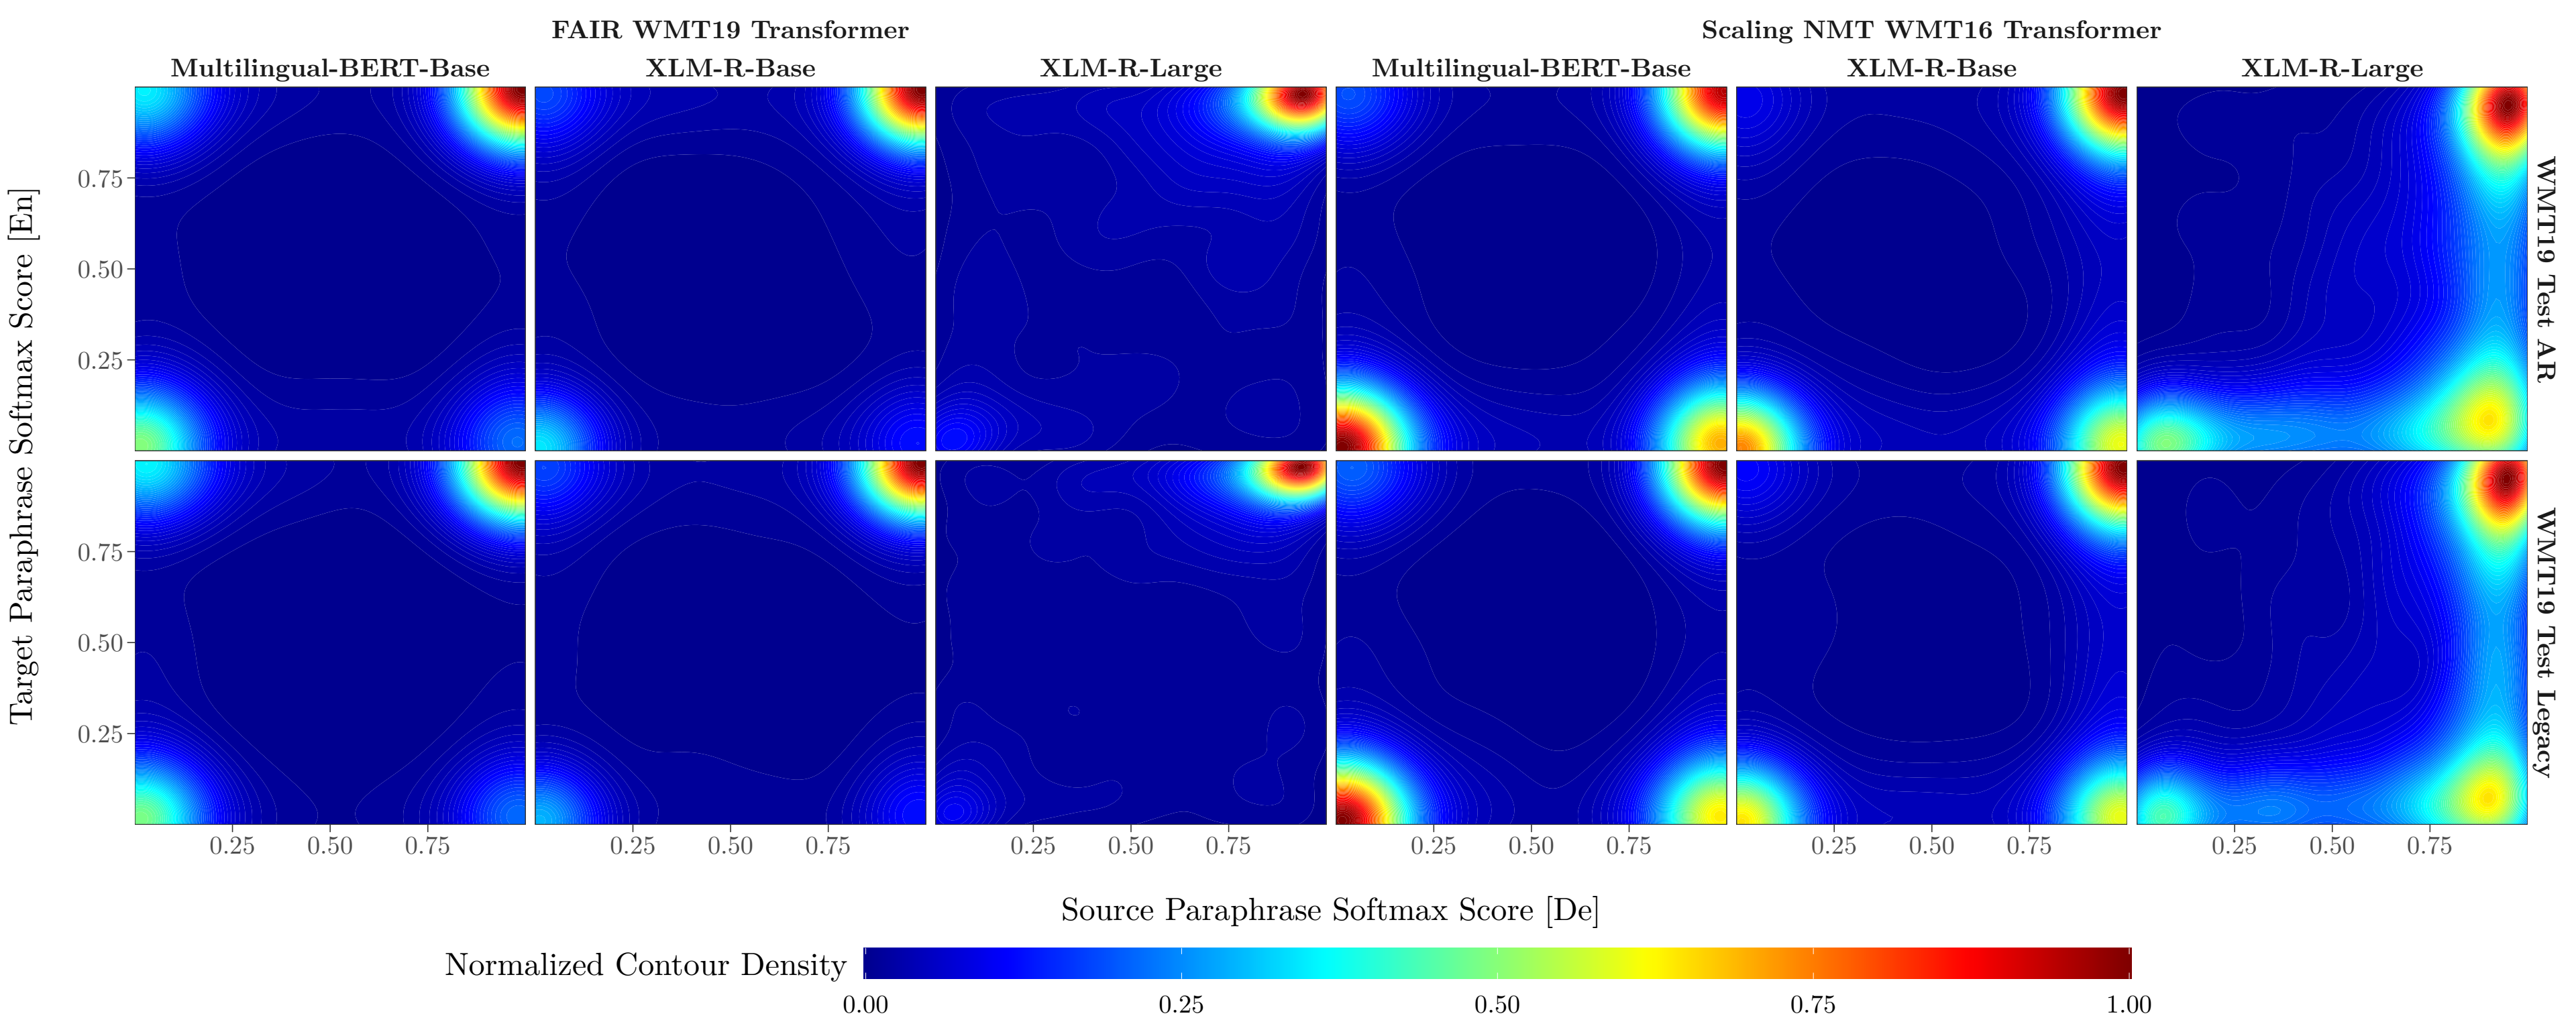 FAIR WMT19 Transformer
Scaling NMT WMT16 Transformer
Multilingual-BERT-Base
XLM-R-Base
XLM-R-Large
Multilingual-BERT-Base
XLM-R-Base
XLM-R-Large
Target Paraphrase Softmax Score [En]
0.75
0.50
0.25
WMT19 Test AR
0.75
0.50
0.25
WMT19 Test Legacy
0.25 0.50 0.75
0.25 0.50 0.75
0.25 0.50 0.75
0.25 0.50 0.75
0.25 0.50 0.75
0.25 0.50 0.75
Source Paraphrase Softmax Score [De]
Normalized Contour Density
0.00 0.25 0.50 0.75 1.00